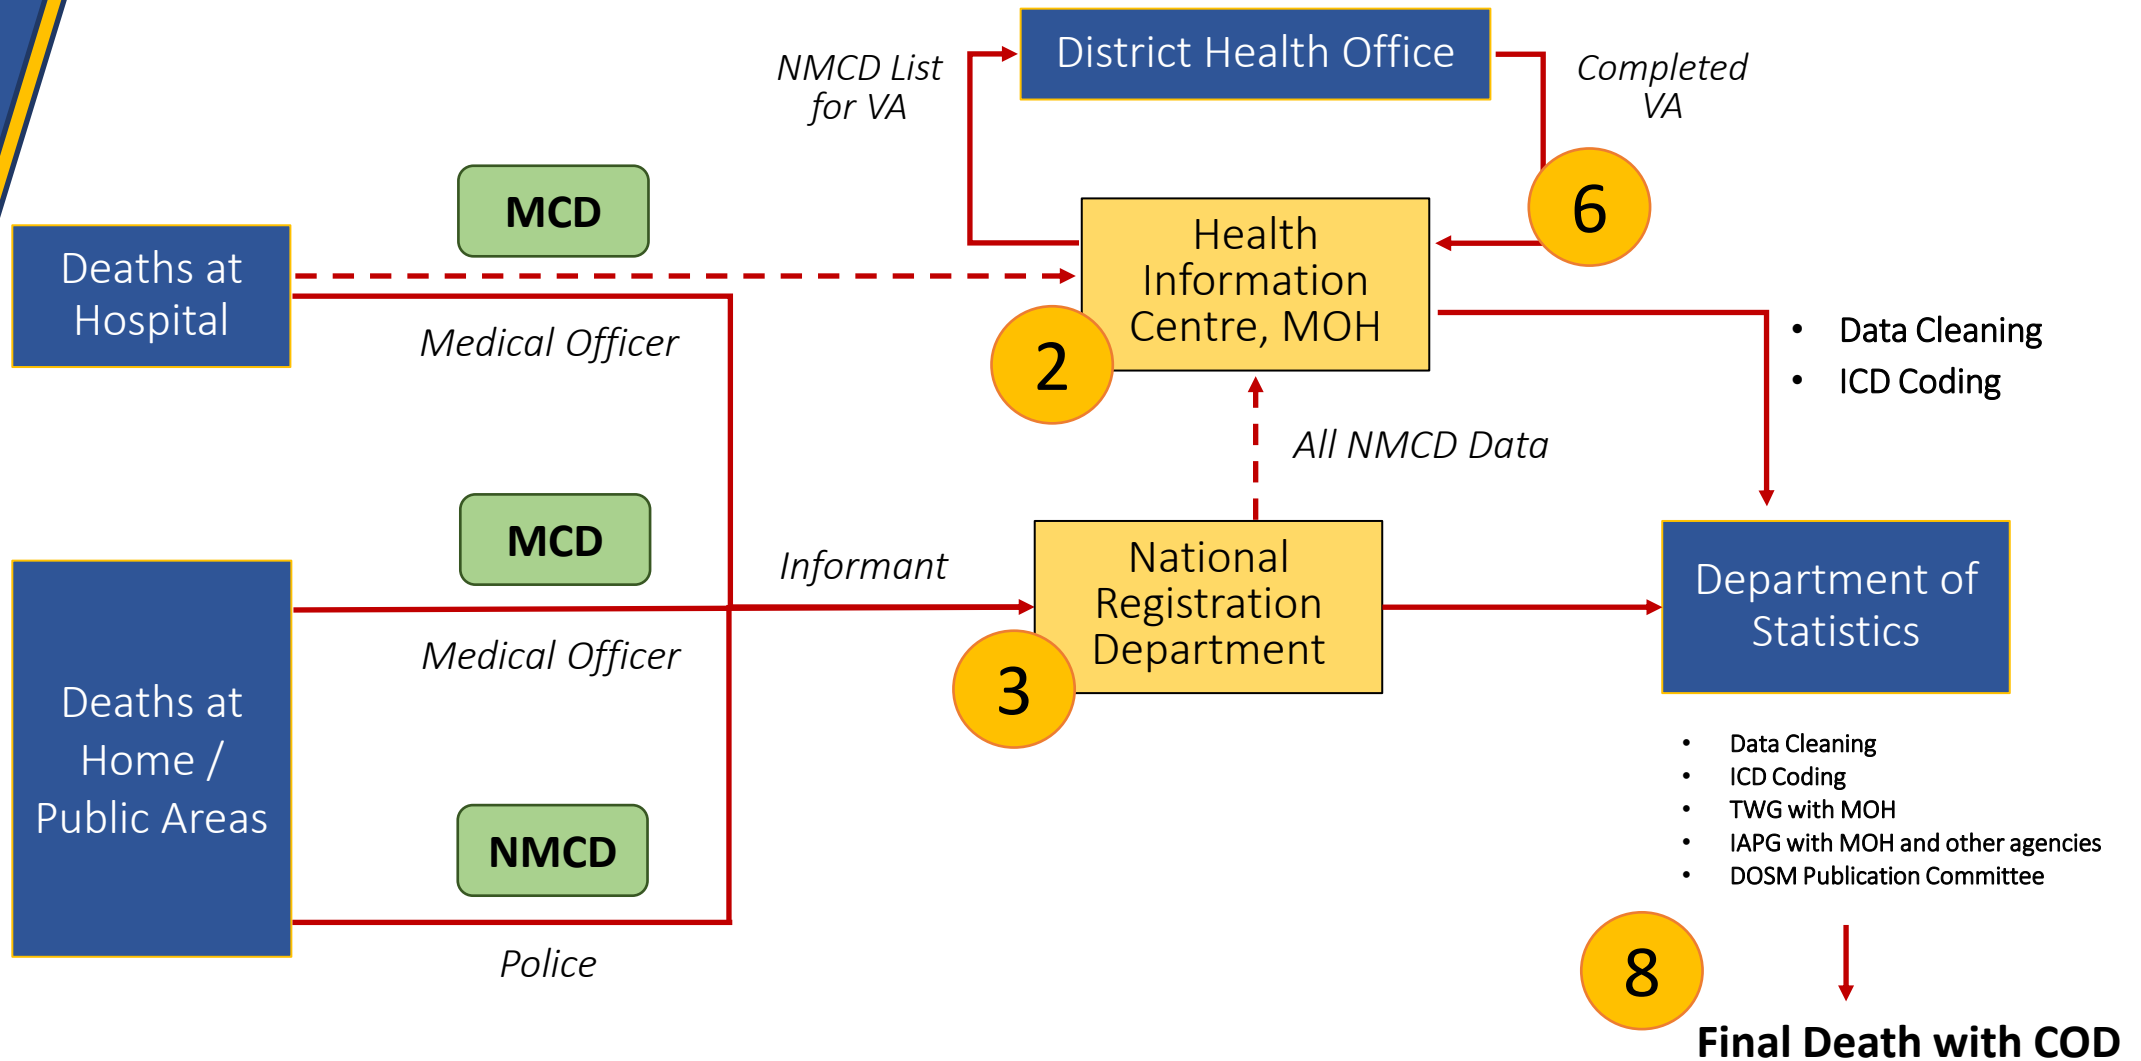 District Health Office
NMCD List
for VA
Completed
VA
MCD
6
Deaths at
Hospital
Health
Information
Centre, MOH
2
Medical Officer
• Data Cleaning
• ICD Coding
All NMCD Data
MCD
Informant
National
Registration
Department
3
Department of
Statistics
Medical Officer
Deaths at
Home /
Public Areas
NMCD
Police
• Data Cleaning
• ICD Coding
• TWG with MOH
• IAPG with MOH and other agencies
• DOSM Publication Committee
8
Final Death with COD